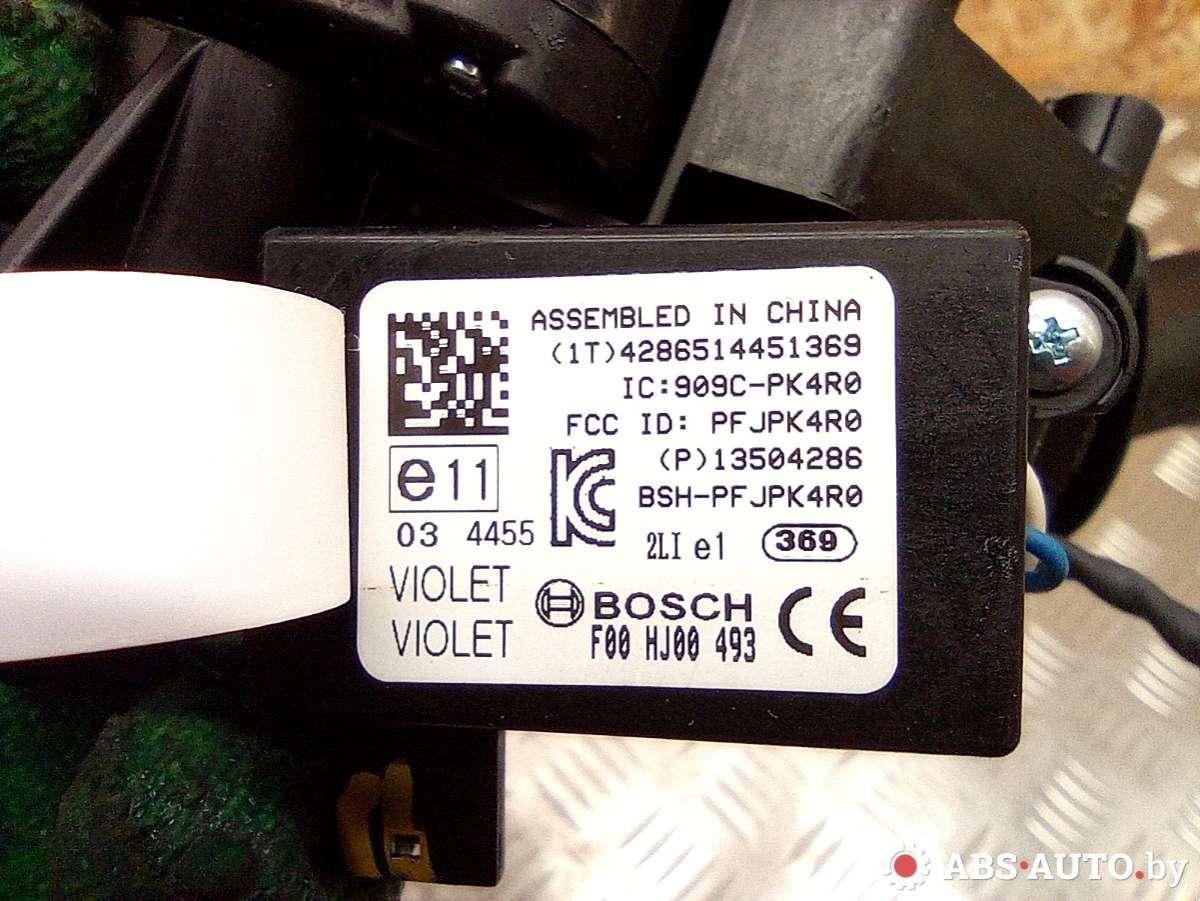 ASSEMBLED IN CHINA
(1T)4286514451369
IC:909C-PK4R0
FCC ID: PFJPK4R0
(P)13504286
BSH-PFJPK4R0
e11
03 4455
KC
2LI e1 369
VIOLET
VIOLET
BOSCH
F00 HJ00 493
CE
ABS·AUTO.by